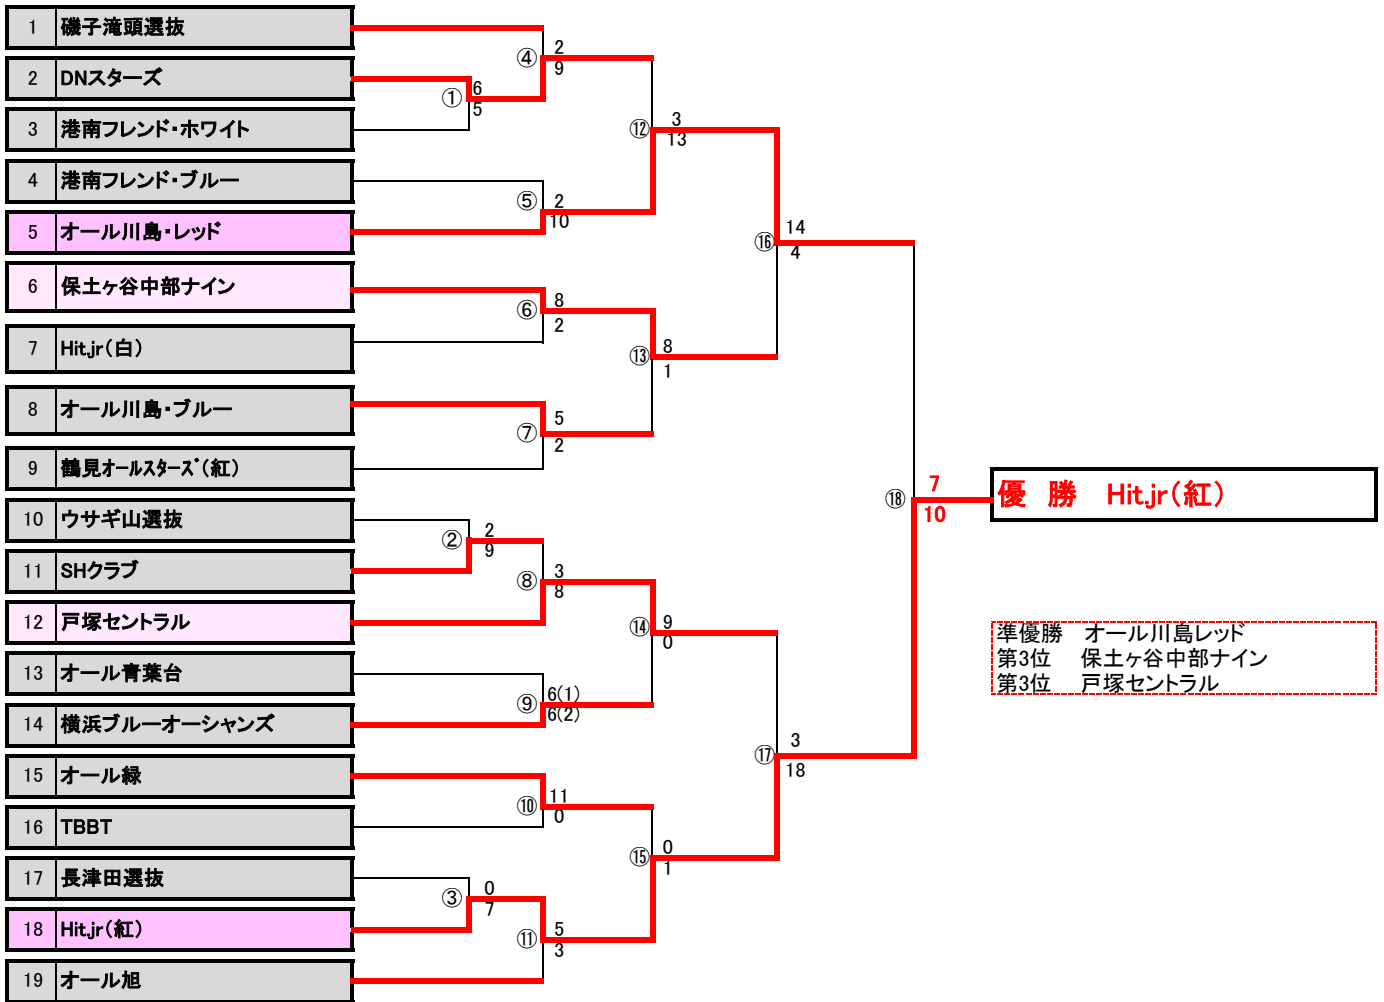 1 磯子滝頭選抜
④ 2
9
2 DNスターズ
① 6
5
3 港南フレンド・ホワイト
⑫ 3
13
4 港南フレンド・ブルー
⑤ 2
10
5 オール川島・レッド
⑯ 14
4
6 保土ヶ谷中部ナイン
⑥ 8
2
7 Hit.jr(白)
⑬ 8
1
8 オール川島・ブルー
⑦ 5
2
9 鶴見オールスターズ(紅)
⑱ 7
10
優 勝 Hit.jr(紅)
10 ウサギ山選抜
② 2
9
11 SHクラブ
⑧ 3
8
12 戸塚セントラル
⑭ 9
0
準優勝 オール川島レッド
第3位 保土ヶ谷中部ナイン
第3位 戸塚セントラル
13 オール青葉台
⑨ 6(1)
6(2)
14 横浜ブルーオーシャンズ
⑰ 3
18
15 オール緑
⑩ 11
0
16 TBBT
⑮ 0
1
17 長津田選抜
③ 0
7
18 Hit.jr(紅)
⑪ 5
3
19 オール旭